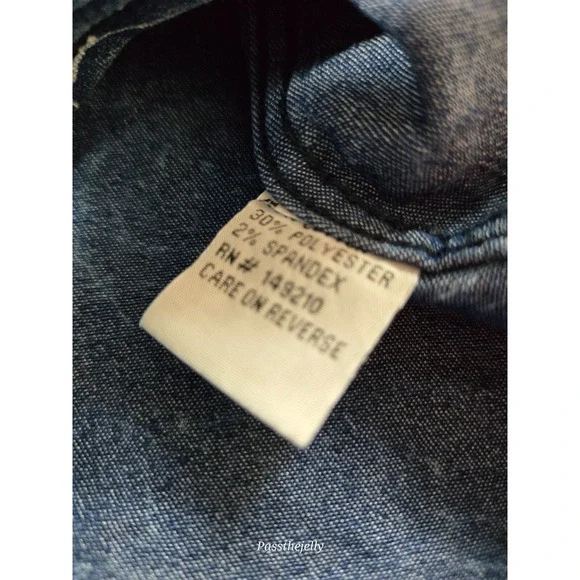 30% POLYESTER
2% SPANDEX
RN# 149210
CARE ON REVERSE
Passthejelly